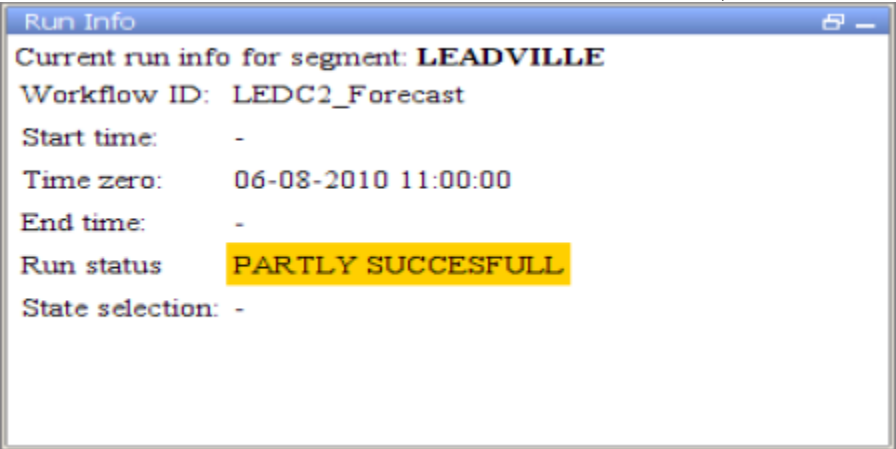 Run Info
Current run info for segment: LEADVILLE
Workflow ID: LEDC2_Forecast
Start time: -
Time zero: 06-08-2010 11:00:00
End time: -
Run status PARTLY SUCCESFULL
State selection: -